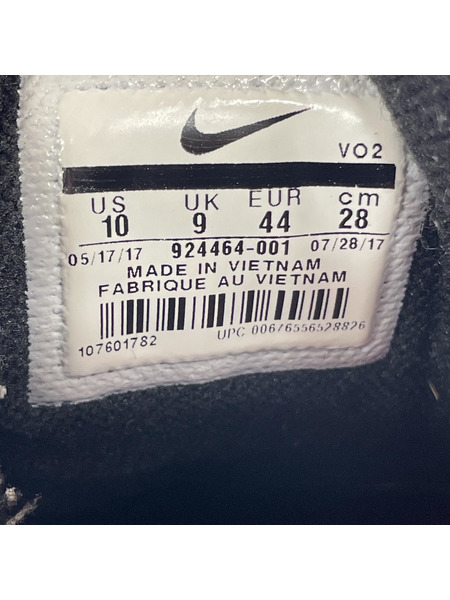 VO2
US UK EUR cm
10 9 44 28
05/17/17 924464-001 07/28/17
MADE IN VIETNAM
FABRIQUE AU VIETNAM
107601782 UPC 00676556528826